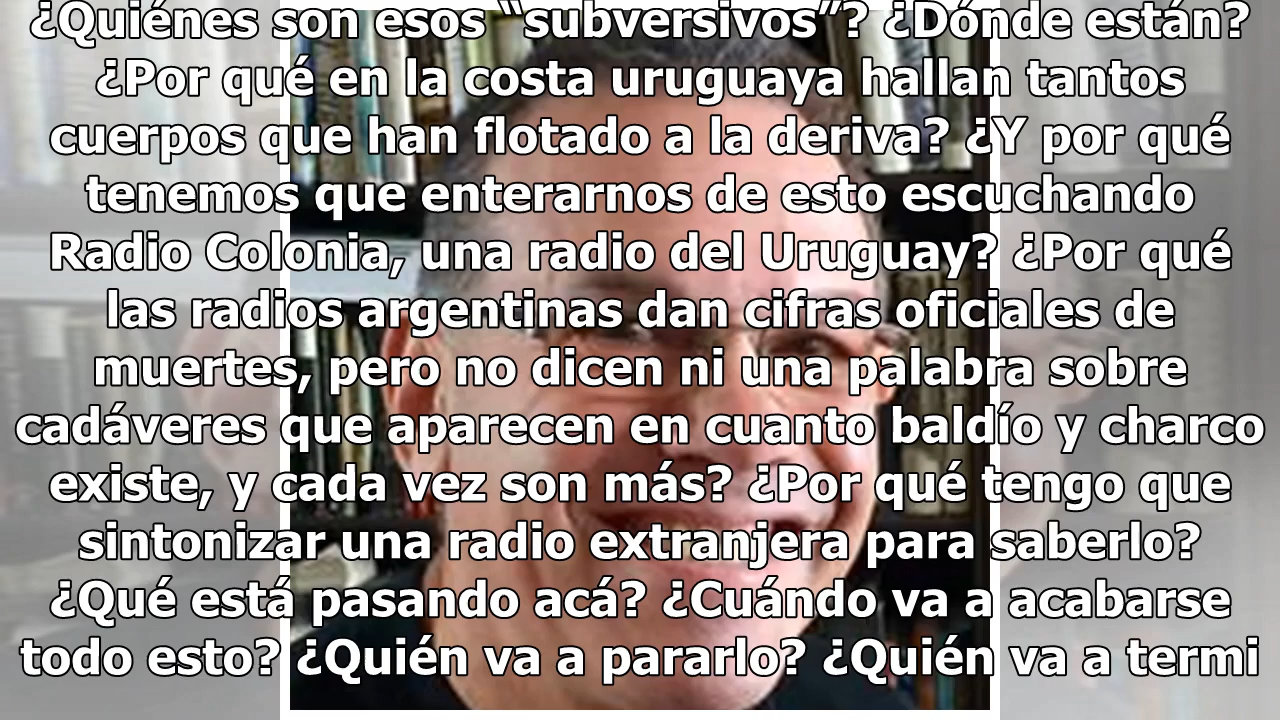 ¿Quiénes son esos “subversivos”? ¿Dónde están?
¿Por qué en la costa uruguaya hallan tantos
cuerpos que han flotado a la deriva? ¿Y por qué
tenemos que enterarnos de esto escuchando
Radio Colonia, una radio del Uruguay? ¿Por qué
las radios argentinas dan cifras oficiales de
muertes, pero no dicen ni una palabra sobre
cadáveres que aparecen en cuanto baldío y charco
existe, y cada vez son más? ¿Por qué tengo que
sintonizar una radio extranjera para saberlo?
¿Qué está pasando acá? ¿Cuándo va a acabarse
todo esto? ¿Quién va a pararlo? ¿Quién va a termi